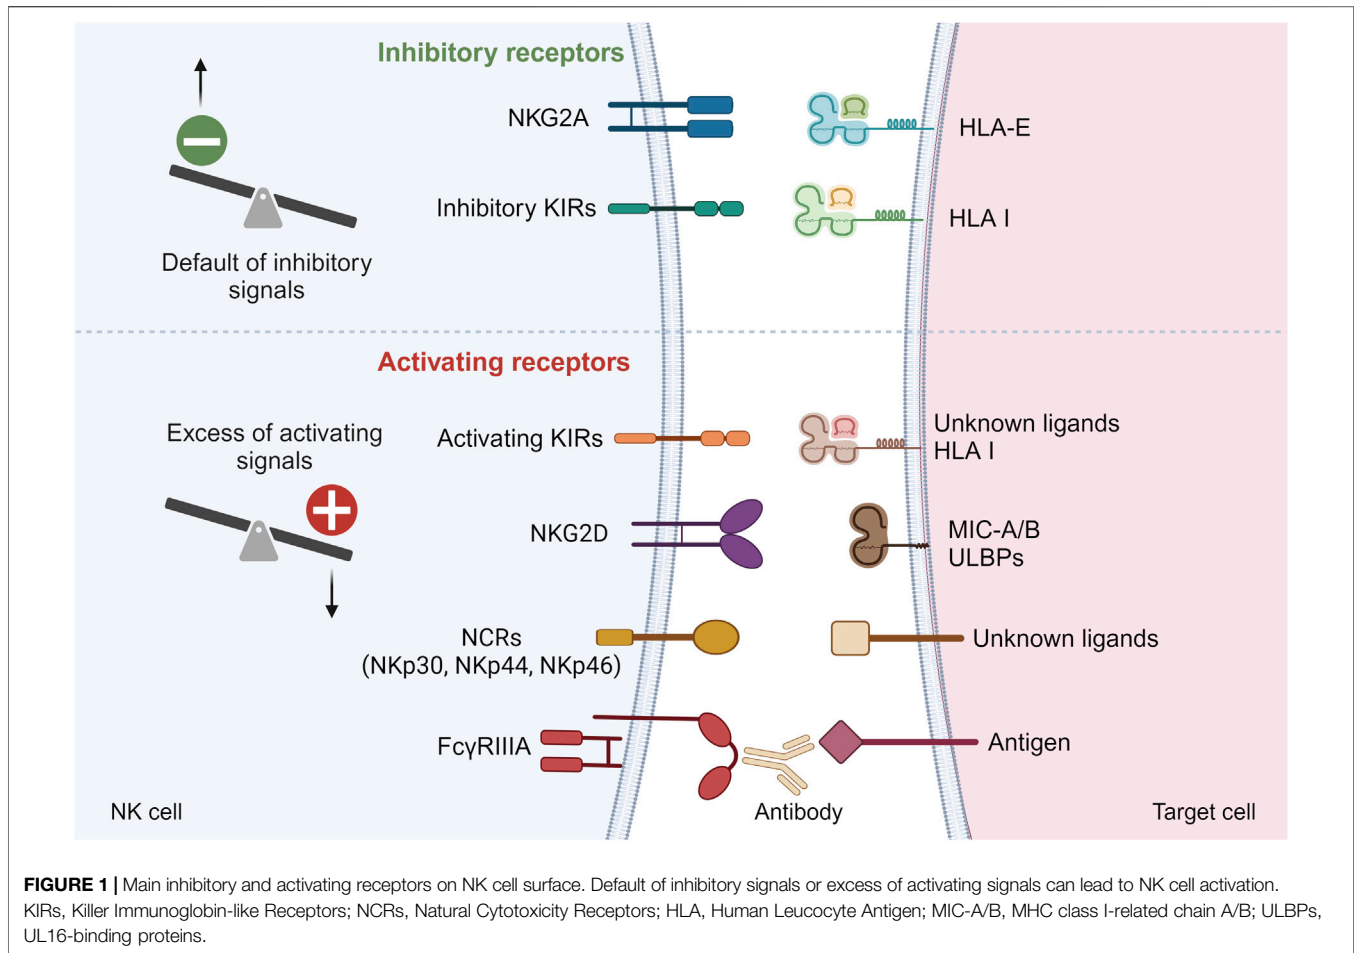 Inhibitory receptors
NKG2A
HLA-E
Inhibitory KIRs
HLA I
Default of inhibitory
signals
Activating receptors
Excess of activating
signals
Activating KIRs
Unknown ligands
HLA I
NKG2D
MIC-A/B
ULBPs
NCRs
(NKp30, NKp44, NKp46)
Unknown ligands
FcγRIIIA
Antigen
NK cell
Antibody
Target cell
FIGURE 1 | Main inhibitory and activating receptors on NK cell surface. Default of inhibitory signals or excess of activating signals can lead to NK cell activation.
KIRs, Killer Immunoglobin-like Receptors; NCRs, Natural Cytotoxicity Receptors; HLA, Human Leucocyte Antigen; MIC-A/B, MHC class I-related chain A/B; ULBPs,
UL16-binding proteins.